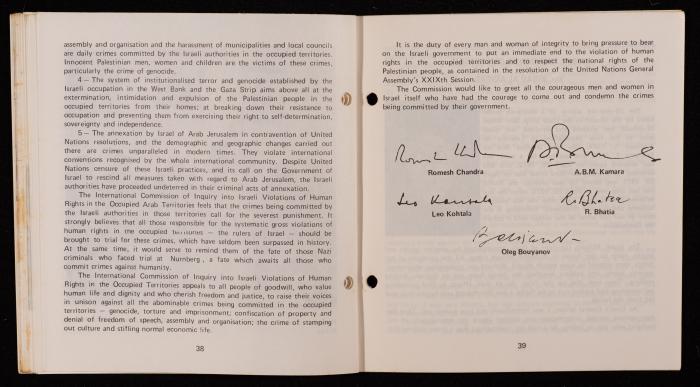 assembly and organisation and the harassment of municipalities and local councils
are daily crimes committed by the Israeli authorities in the occupied territories.
Innocent Palestinian men, women and children are the victims of these crimes,
particularly the crime of genocide.
4 — The system of institutionalised terror and genocide established by the
Israeli occupation in the West Bank and the Gaza Strip aims above all at the
extermination, intimidation and expulsion of the Palestinian people in the
occupied territories from their homes; at breaking down their resistance to
occupation and preventing them from exercising their right to self-determination,
sovereignty and independence.
5 — The annexation by Israel of Arab Jerusalem in contravention of United
Nations resolutions, and the demographic and geographic changes carried out
there are crimes unparalleled in modern times. They violate international
conventions recognised by the whole international community. Despite United
Nations censure of these Israeli practices, and its call on the Government of
Israel to rescind all measures taken with regard to Arab Jerusalem, the Israeli
authorities have proceeded undeterred in their criminal acts of annexation.
The International Commission of Inquiry into Israeli Violations of Human
Rights in the Occupied Arab Territories feels that the crimes being committed by
the Israeli authorities in those territories call for the severest punishment. It
strongly believes that all those responsible for the systematic gross violations of
human rights in the occupied territories — the rulers of Israel — should be
brought to trial for these crimes, which have seldom been surpassed in history.
At the same time, it would serve to remind them of the fate of those Nazi
criminals who faced trial at Nurnberg, a fate which awaits all those who
commit crimes against humanity.
The International Commission of Inquiry into Israeli Violations of Human
Rights in the Occupied Territories appeals to all people of goodwill, who value
human life and dignity and who cherish freedom and justice, to raise their voices
in unison against all the abominable crimes being committed in the occupied
territories — genocide, torture and imprisonment; confiscation of property and
denial of freedom of speech, assembly and organisation; the crime of stamping
out culture and stifling normal economic life.
38
It is the duty of every man and woman of integrity to bring pressure to bear
on the Israeli government to put an immediate end to the violation of human
rights in the occupied territories and to respect the national rights of the
Palestinian people, as contained in the resolution of the United Nations General
Assembly's XXIXth Session.
The Commission would like to greet all the courageous men and women in
Israel itself who have had the courage to come out and condemn the crimes
being committed by their government.
Romesh Chandra A.B.M. Kamara
Leo Kohtala R. Bhatia
Leo Kohtala R. Bhatia
Oleg Bouyanov
39